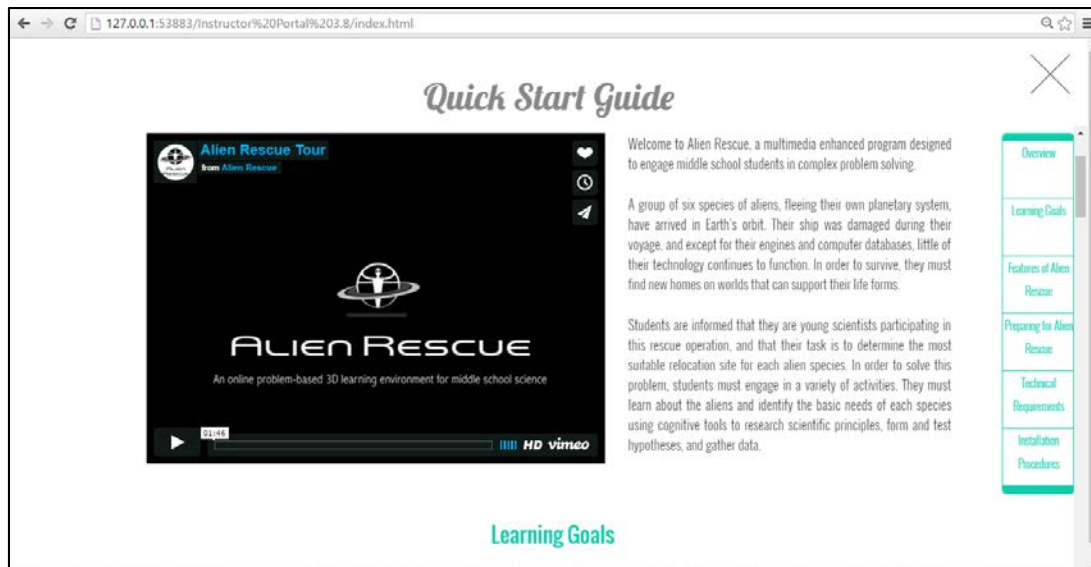 127.0.0.1:53883/Instructor%20Portal%203.8/index.html
Quick Start Guide
Alien Rescue Tour
from Alien Rescue
ALIEN RESCUE
ALIEN RESCUE
An online problem-based 3D learning environment for middle school science
01:46
HD vimeo
Welcome to Alien Rescue, a multimedia enhanced program designed
to engage middle school students in complex problem solving.
A group of six species of aliens, fleeing their own planetary system,
have arrived in Earth's orbit. Their ship was damaged during their
voyage, and except for their engines and computer databases, little of
their technology continues to function. In order to survive, they must
find new homes on worlds that can support their life forms.
Students are informed that they are young scientists participating in
this rescue operation, and that their task is to determine the most
suitable relocation site for each alien species. In order to solve this
problem, students must engage in a variety of activities. They must
learn about the aliens and identify the basic needs of each species
using cognitive tools to research scientific principles, form and test
hypotheses, and gather data.
Overview
Learning Goals
Features of Alien
Rescue
Preparing for Alien
Rescue
Technical
Requirements
Installation
Procedures
Learning Goals